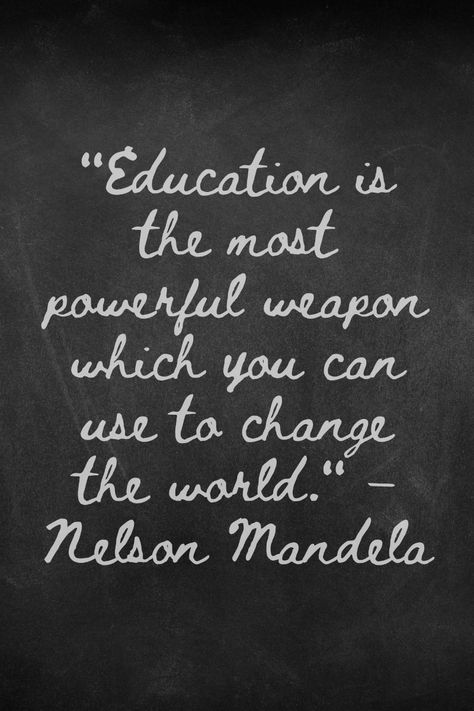 "Education is
the most
powerful weapon
which you can
use to change
the world." -
Nelson Mandela